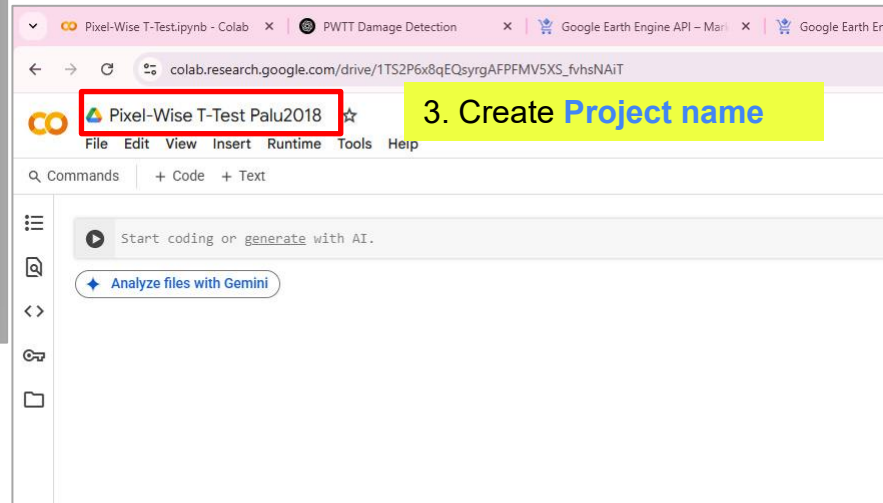 Pixel-Wise T-Test.ipynb - Colab
PWTT Damage Detection
Google Earth Engine API – Mark
Google Earth En
colab.research.google.com/drive/1TS2P6x8qEQsyrgAFPFMV5XS_fvhsNAiT
CO
Pixel-Wise T-Test Palu2018
3. Create Project name
File Edit View Insert Runtime Tools Help
Commands + Code + Text
Start coding or generate with AI.
Analyze files with Gemini